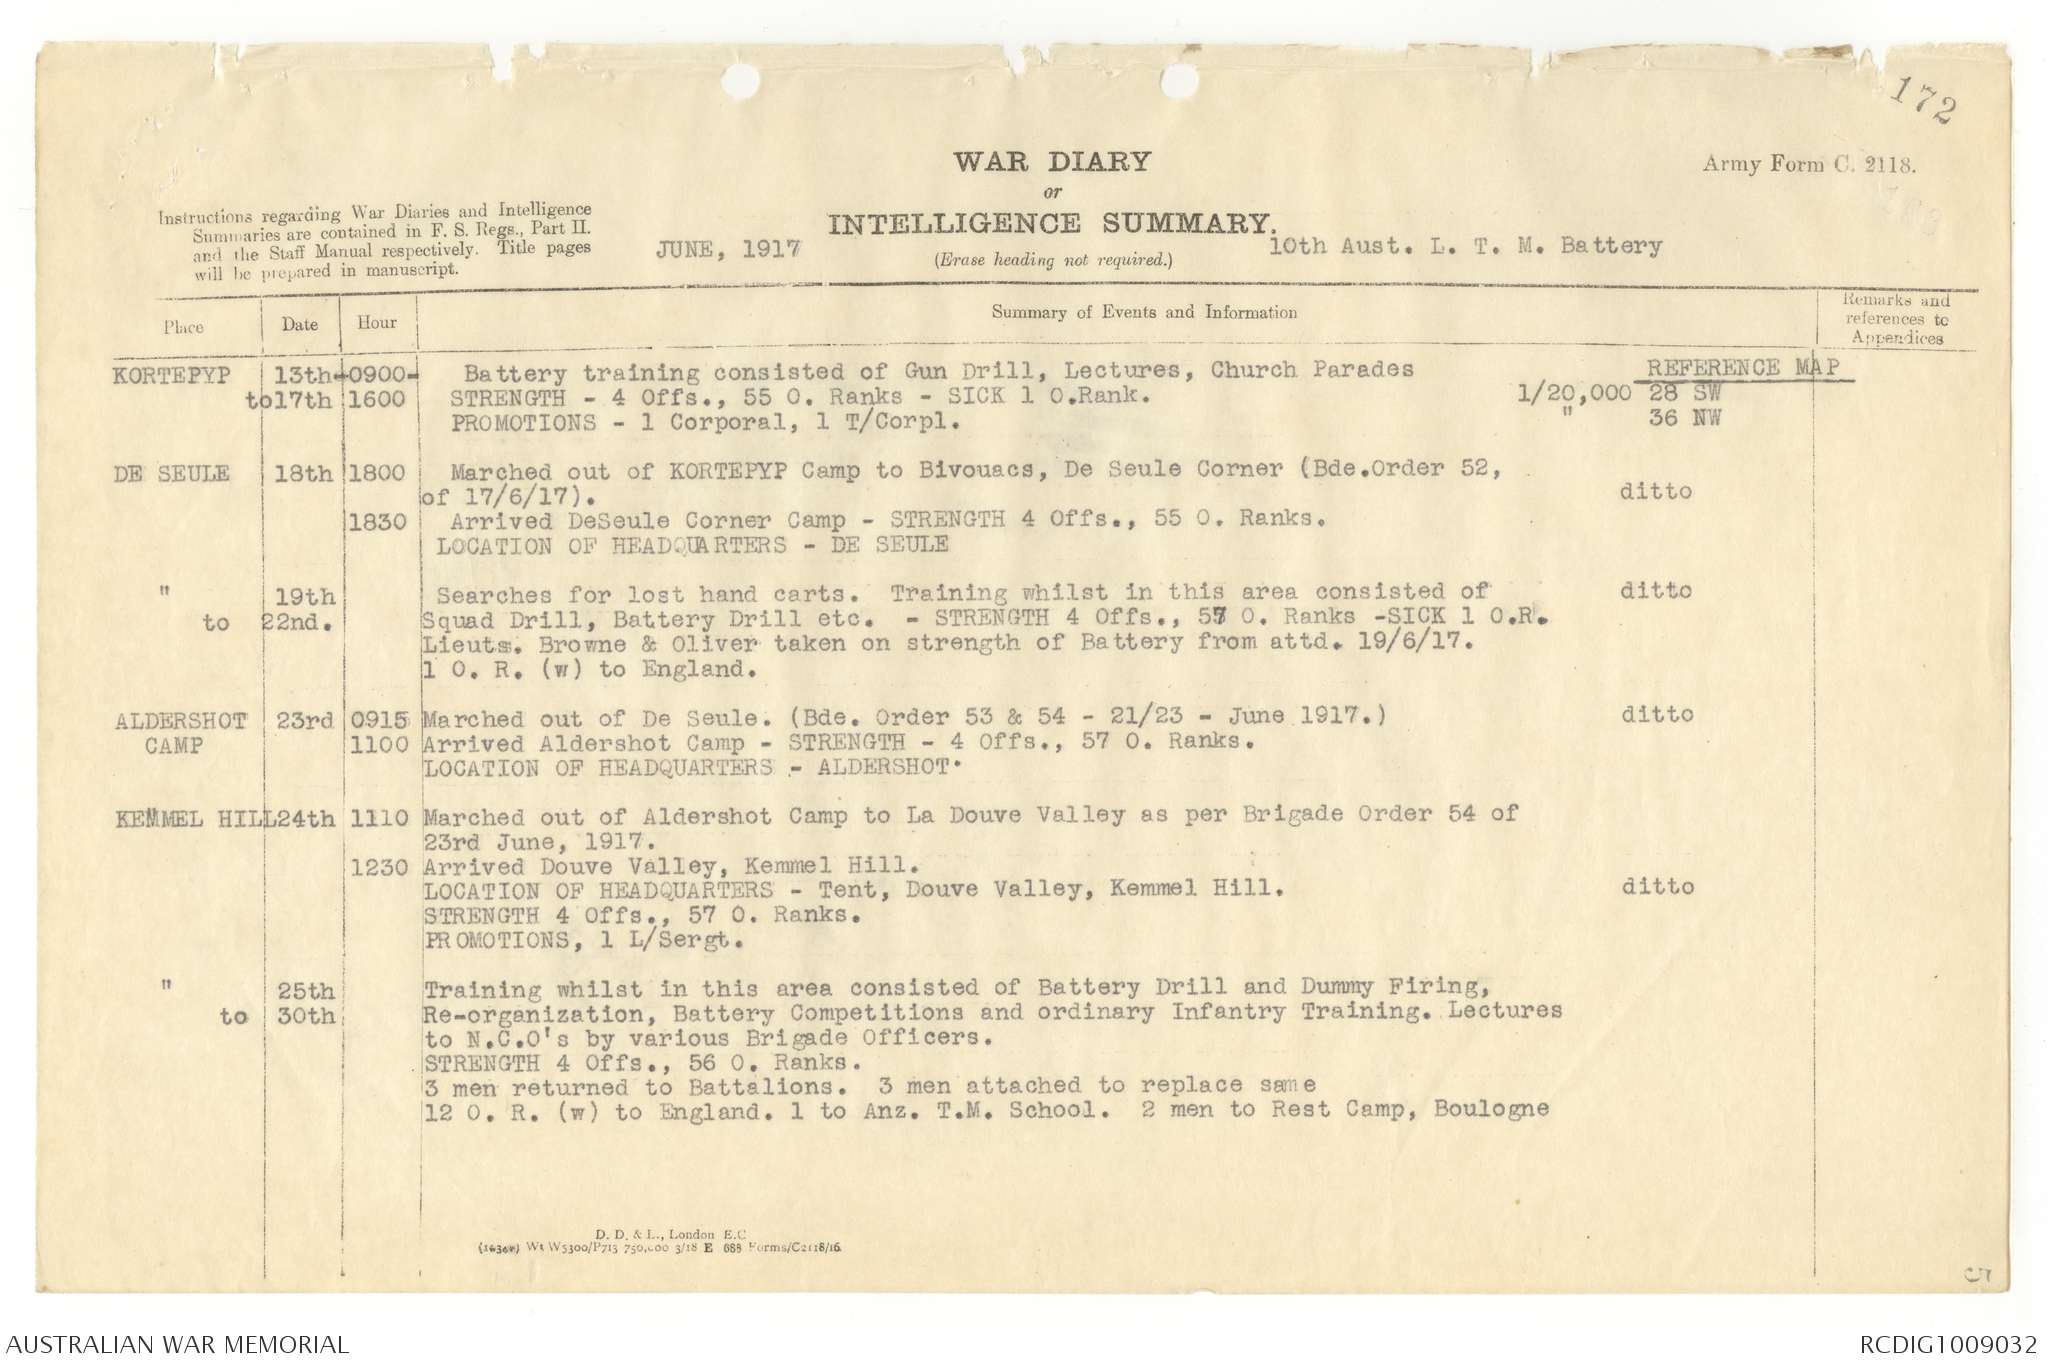 172
WAR DIARY
or
INTELLIGENCE SUMMARY.
(Erase heading not required.)
Army Form C. 2118.
Instructions regarding War Diaries and Intelligence
Summaries are contained in F. S. Regs., Part II.
and the Staff Manual respectively. Title pages
will be prepared in manuscript.
JUNE, 1917
10th Aust. L. T. M. Battery
Place Date Hour Summary of Events and Information Remarks and references to Appendices
KORTEPYP 13th- 0900- Battery training consisted of Gun Drill, Lectures, Church Parades REFERENCE MAP
to 17th 1600 STRENGTH - 4 Offs., 55 O. Ranks - SICK 1 O.Rank. 1/20,000 28 SW
PROMOTIONS - 1 Corporal, 1 T/Corpl. " 36 NW
DE SEULE 18th 1800 Marched out of KORTEPYP Camp to Bivouacs, De Seule Corner (Bde.Order 52,
of 17/6/17). ditto
1830 Arrived DeSeule Corner Camp - STRENGTH 4 Offs., 55 O. Ranks.
LOCATION OF HEADQUARTERS - DE SEULE
" 19th Searches for lost hand carts. Training whilst in this area consisted of ditto
to 22nd. Squad Drill, Battery Drill etc. - STRENGTH 4 Offs., 57 O. Ranks -SICK 1 O.R.
Lieuts. Browne & Oliver taken on strength of Battery from attd. 19/6/17.
1 O. R. (w) to England.
ALDERSHOT 23rd 0915 Marched out of De Seule. (Bde. Order 53 & 54 - 21/23 - June 1917.) ditto
CAMP 1100 Arrived Aldershot Camp - STRENGTH - 4 Offs., 57 O. Ranks.
LOCATION OF HEADQUARTERS - ALDERSHOT.
KEMMEL HILL 24th 1110 Marched out of Aldershot Camp to La Douve Valley as per Brigade Order 54 of
23rd June, 1917.
1230 Arrived Douve Valley, Kemmel Hill.
LOCATION OF HEADQUARTERS - Tent, Douve Valley, Kemmel Hill. ditto
STRENGTH 4 Offs., 57 O. Ranks.
PROMOTIONS, 1 L/Sergt.
" 25th Training whilst in this area consisted of Battery Drill and Dummy Firing,
to 30th Re-organization, Battery Competitions and ordinary Infantry Training. Lectures
to N.C.O's by various Brigade Officers.
STRENGTH 4 Offs., 56 O. Ranks.
3 men returned to Battalions. 3 men attached to replace same
12 O. R. (w) to England. 1 to Anz. T.M. School. 2 men to Rest Camp, Boulogne
D. D. & L., London E.C
Wt W5300/P713 750,000 3/18 E 688 Forms/C2118/16.
AUSTRALIAN WAR MEMORIAL
RCDIG1009032